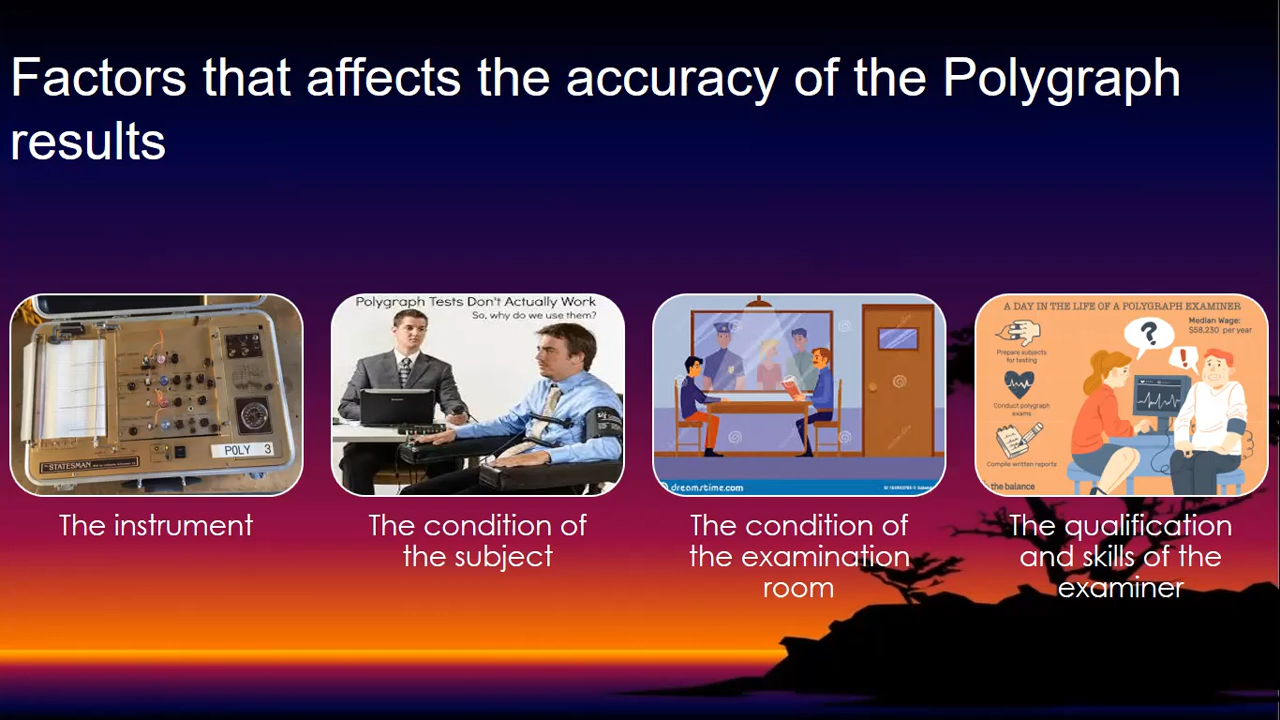 Factors that affects the accuracy of the Polygraph
results
POLY 3
STATESMAN
The instrument
Polygraph Tests Don't Actually Work
So, why do we use them?
The condition of
the subject
dreamstime.com
The condition of
the examination
room
A DAY IN THE LIFE OF A POLYGRAPH EXAMINER
Median Wage:
$58,230 per year
?
!
Prepare subjects
for testing
Conduct polygraph
exams
Compile written reports
the balance
The qualification
and skills of the
examiner